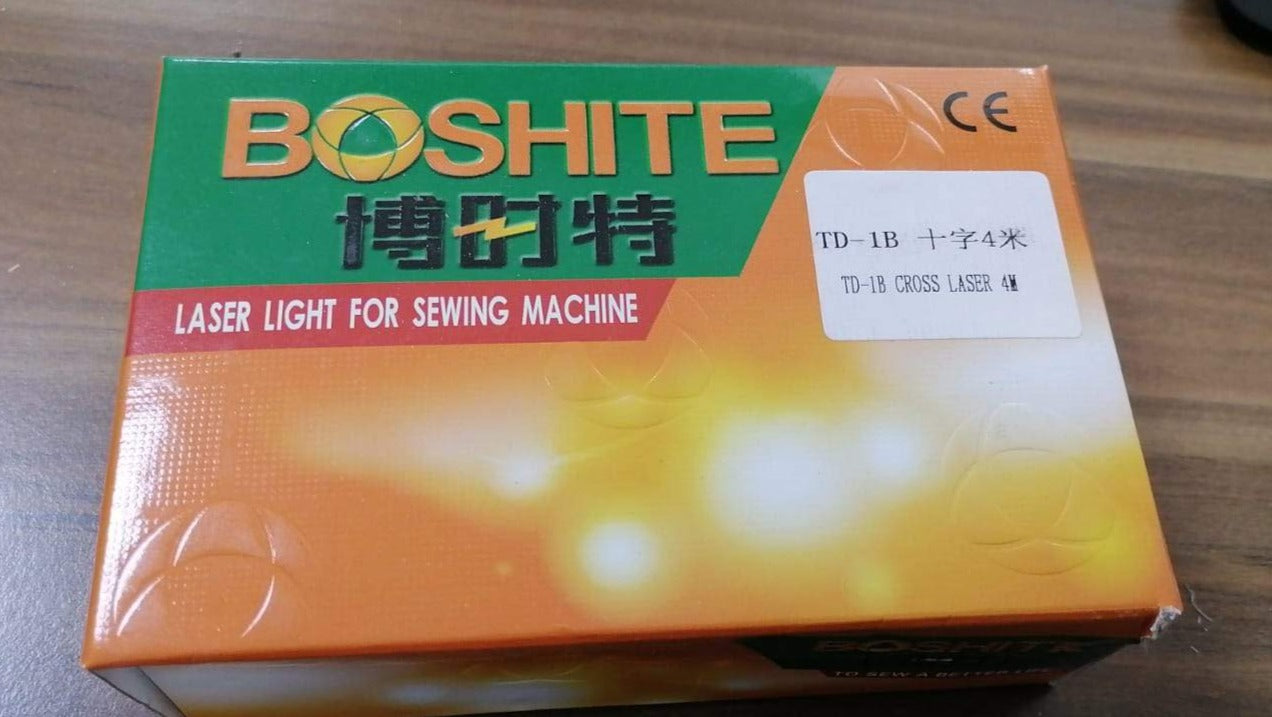 BOSHITE
博时特
LASER LIGHT FOR SEWING MACHINE
CE
TD-1B 十字4米
TD-1B CROSS LASER 4M
BOSHITE
TO SEW A BETTER